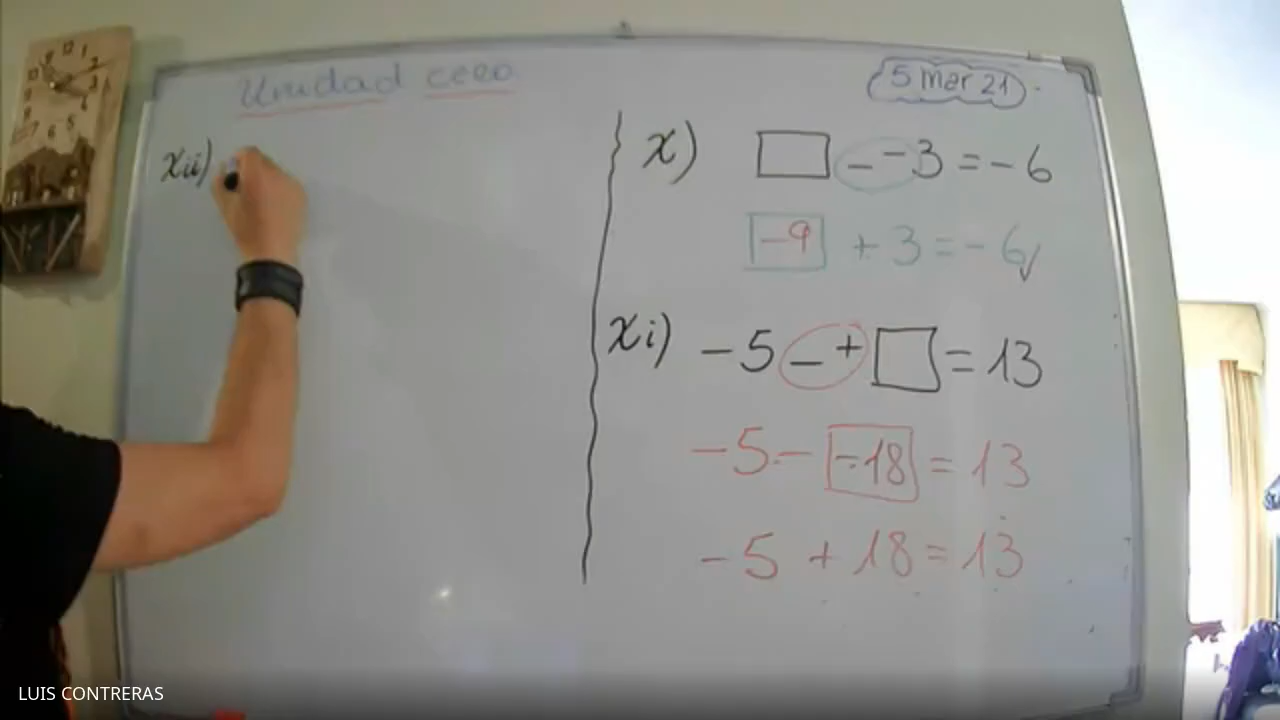 Unidad cero
5 mar 21
xii)
x) □ - -3 = -6
-9 + 3 = -6 ✓
xi) -5 - + □ = 13
-5 - -18 = 13
-5 + 18 = 13
LUIS CONTRERAS